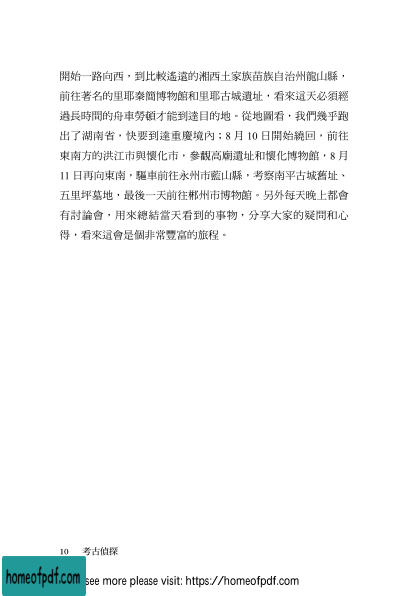 開始一路向西，到比較遙遠的湘西土家族苗族自治州龍山縣，
前往著名的里耶秦簡博物館和里耶古城遺址，看來這天必須經
過長時間的舟車勞頓才能到達目的地。從地圖看，我們幾乎跑
出了湖南省，快要到達重慶境內；8 月 10 日開始繞回，前往
東南方的洪江市與懷化市，參觀高廟遺址和懷化博物館，8 月
11 日再向東南，驅車前往永州市藍山縣，考察南平古城舊址、
五里坪墓地，最後一天前往郴州市博物館。另外每天晚上都會
有討論會，用來總結當天看到的事物，分享大家的疑問和心
得，看來這會是個非常豐富的旅程。
10 考古偵探
homeofpdf.com
see more please visit: https://homeofpdf.com